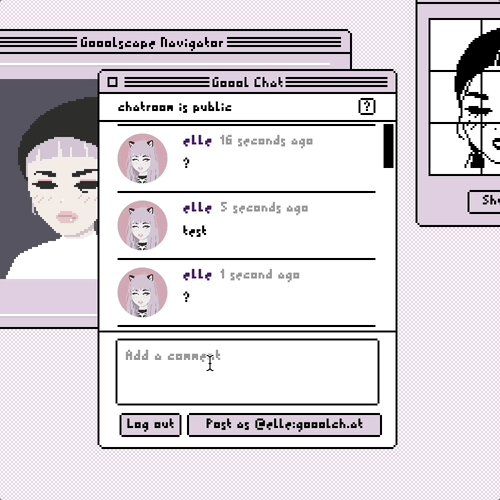 Gooolscape Navigator
Goool Chat
chatroom is public
?
elle 16 seconds ago
?
elle 5 seconds ago
test
elle 1 second ago
?
Add a comment
Log out
Post as @elle:gooolch.at
Sh